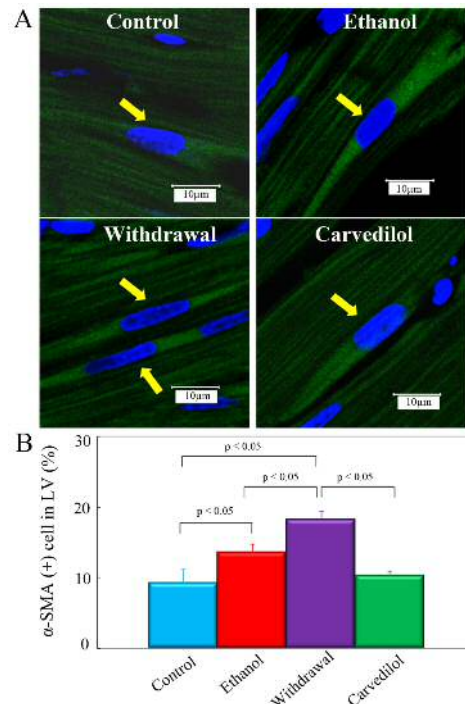 A
Control
Ethanol
10μm
10μm
Withdrawal
Carvedilol
10μm
10μm
B
α-SMA (+) cell in LV (%)
30
20
10
0
p < 0.05
p < 0.05
p < 0.05
p < 0.05
Control
Ethanol
Withdrawal
Carvedilol